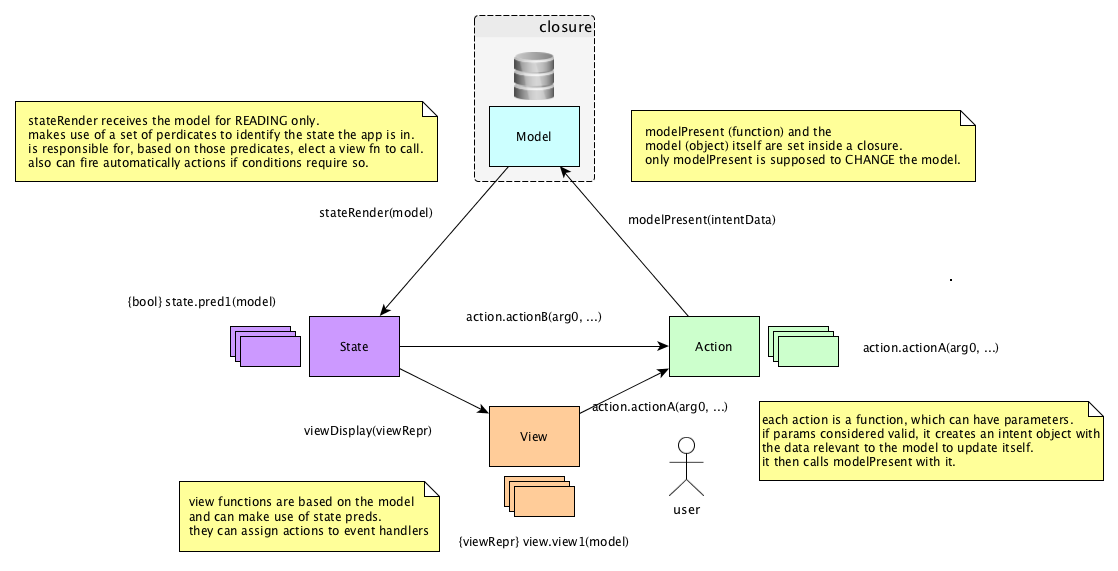 closure
Model
stateRender receives the model for READING only.
makes use of a set of perdicates to identify the state the app is in.
is responsible for, based on those predicates, elect a view fn to call.
also can fire automatically actions if conditions require so.
modelPresent (function) and the
model (object) itself are set inside a closure.
only modelPresent is supposed to CHANGE the model.
stateRender(model)
modelPresent(intentData)
{bool} state.pred1(model)
action.actionB(arg0, ...)
State
Action
action.actionA(arg0, ...)
action.actionA(arg0, ...)
viewDisplay(viewRepr)
View
each action is a function, which can have parameters.
if params considered valid, it creates an intent object with
the data relevant to the model to update itself.
it then calls modelPresent with it.
user
view functions are based on the model
and can make use of state preds.
they can assign actions to event handlers
{viewRepr} view.view1(model)